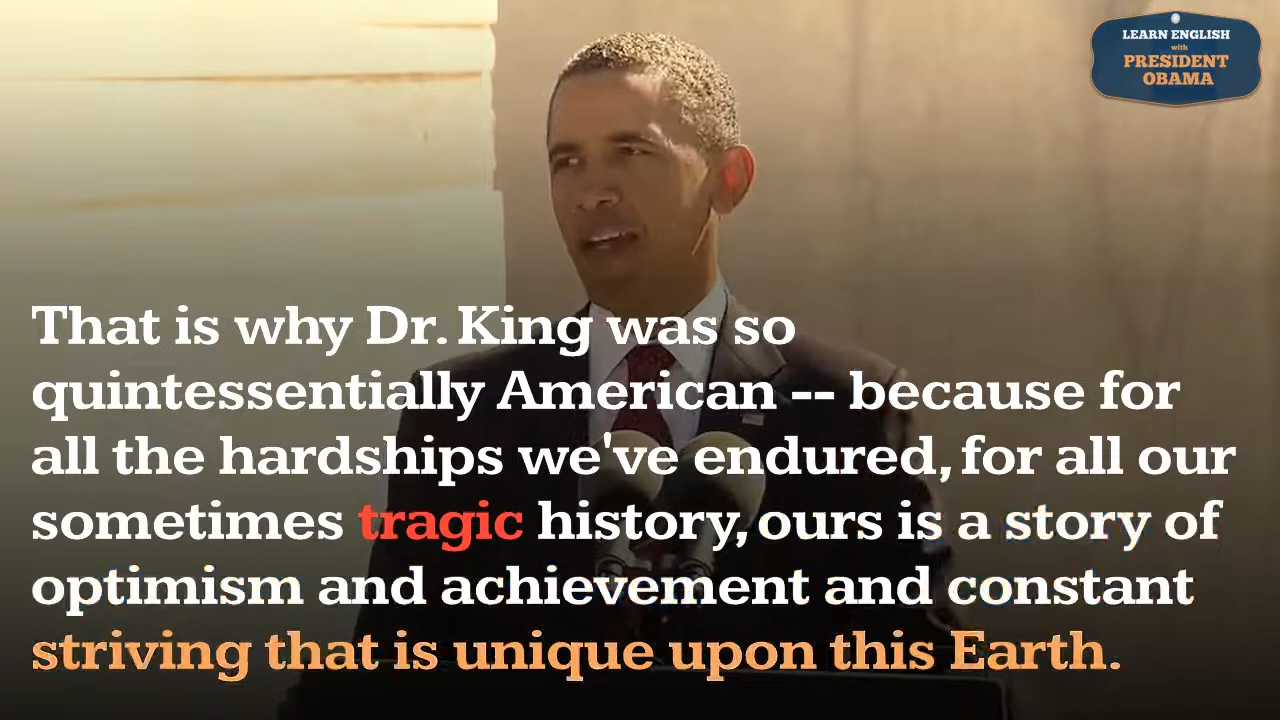 LEARN ENGLISH
with
PRESIDENT
OBAMA
That is why Dr. King was so
quintessentially American -- because for
all the hardships we've endured, for all our
sometimes tragic history, ours is a story of
optimism and achievement and constant
striving that is unique upon this Earth.